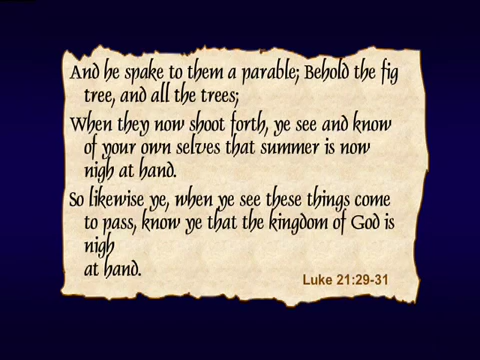 And he spake to them a parable; Behold the fig
tree, and all the trees;
When they now shoot forth, ye see and know
of your own selves that summer is now
nigh at hand.
So likewise ye, when ye see these things come
to pass, know ye that the kingdom of God is
nigh
at hand.
Luke 21:29-31